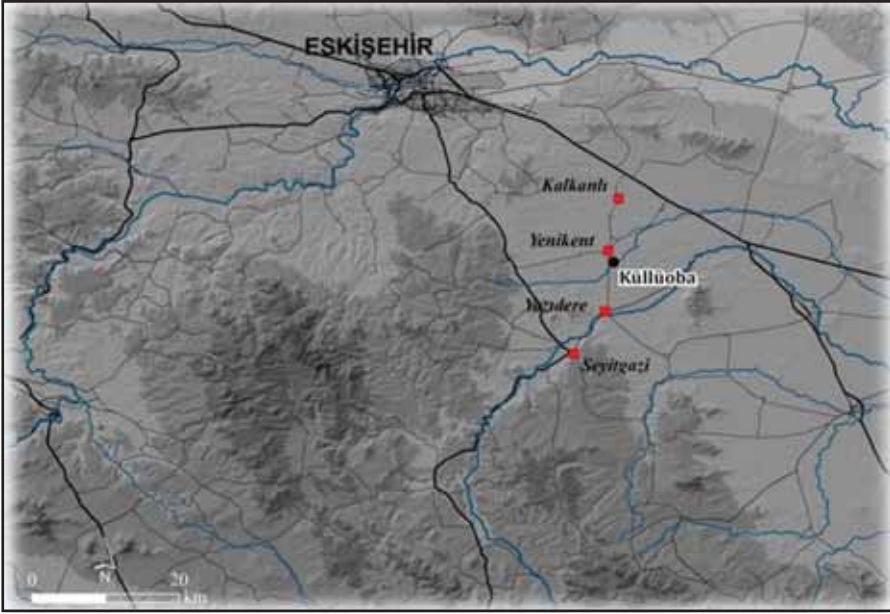 ESKİŞEHİR
Kalkanlı
Yenikent
Küllüoba
Yazıdere
Seyitgazi
N
0 20
km